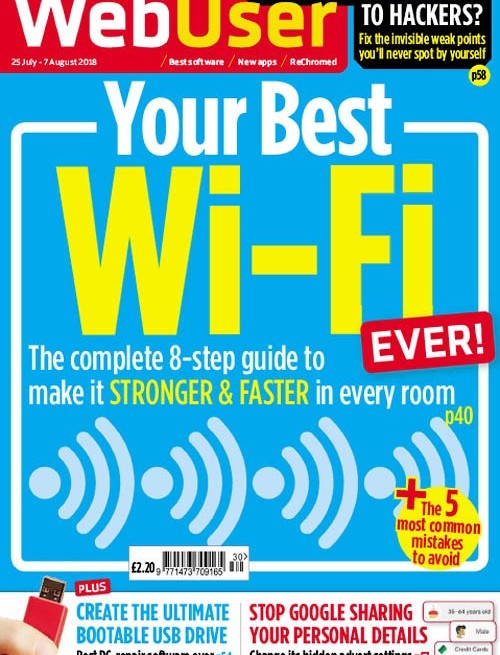 WebUser
25 July - 7 August 2018
/ Best software / New apps / ReChromed
TO HACKERS?
Fix the invisible weak points
you'll never spot by yourself
p58
Your Best
Wi-Fi
EVER!
The complete 8-step guide to
make it STRONGER & FASTER in every room
p40
+ The 5
most common
mistakes
to avoid
£2.20
9 771473 709165
30>
PLUS
CREATE THE ULTIMATE
BOOTABLE USB DRIVE
Best PC-repair software ever p54
STOP GOOGLE SHARING
YOUR PERSONAL DETAILS
Change its hidden advert settings
35-44 years old
Male
Credit Cards